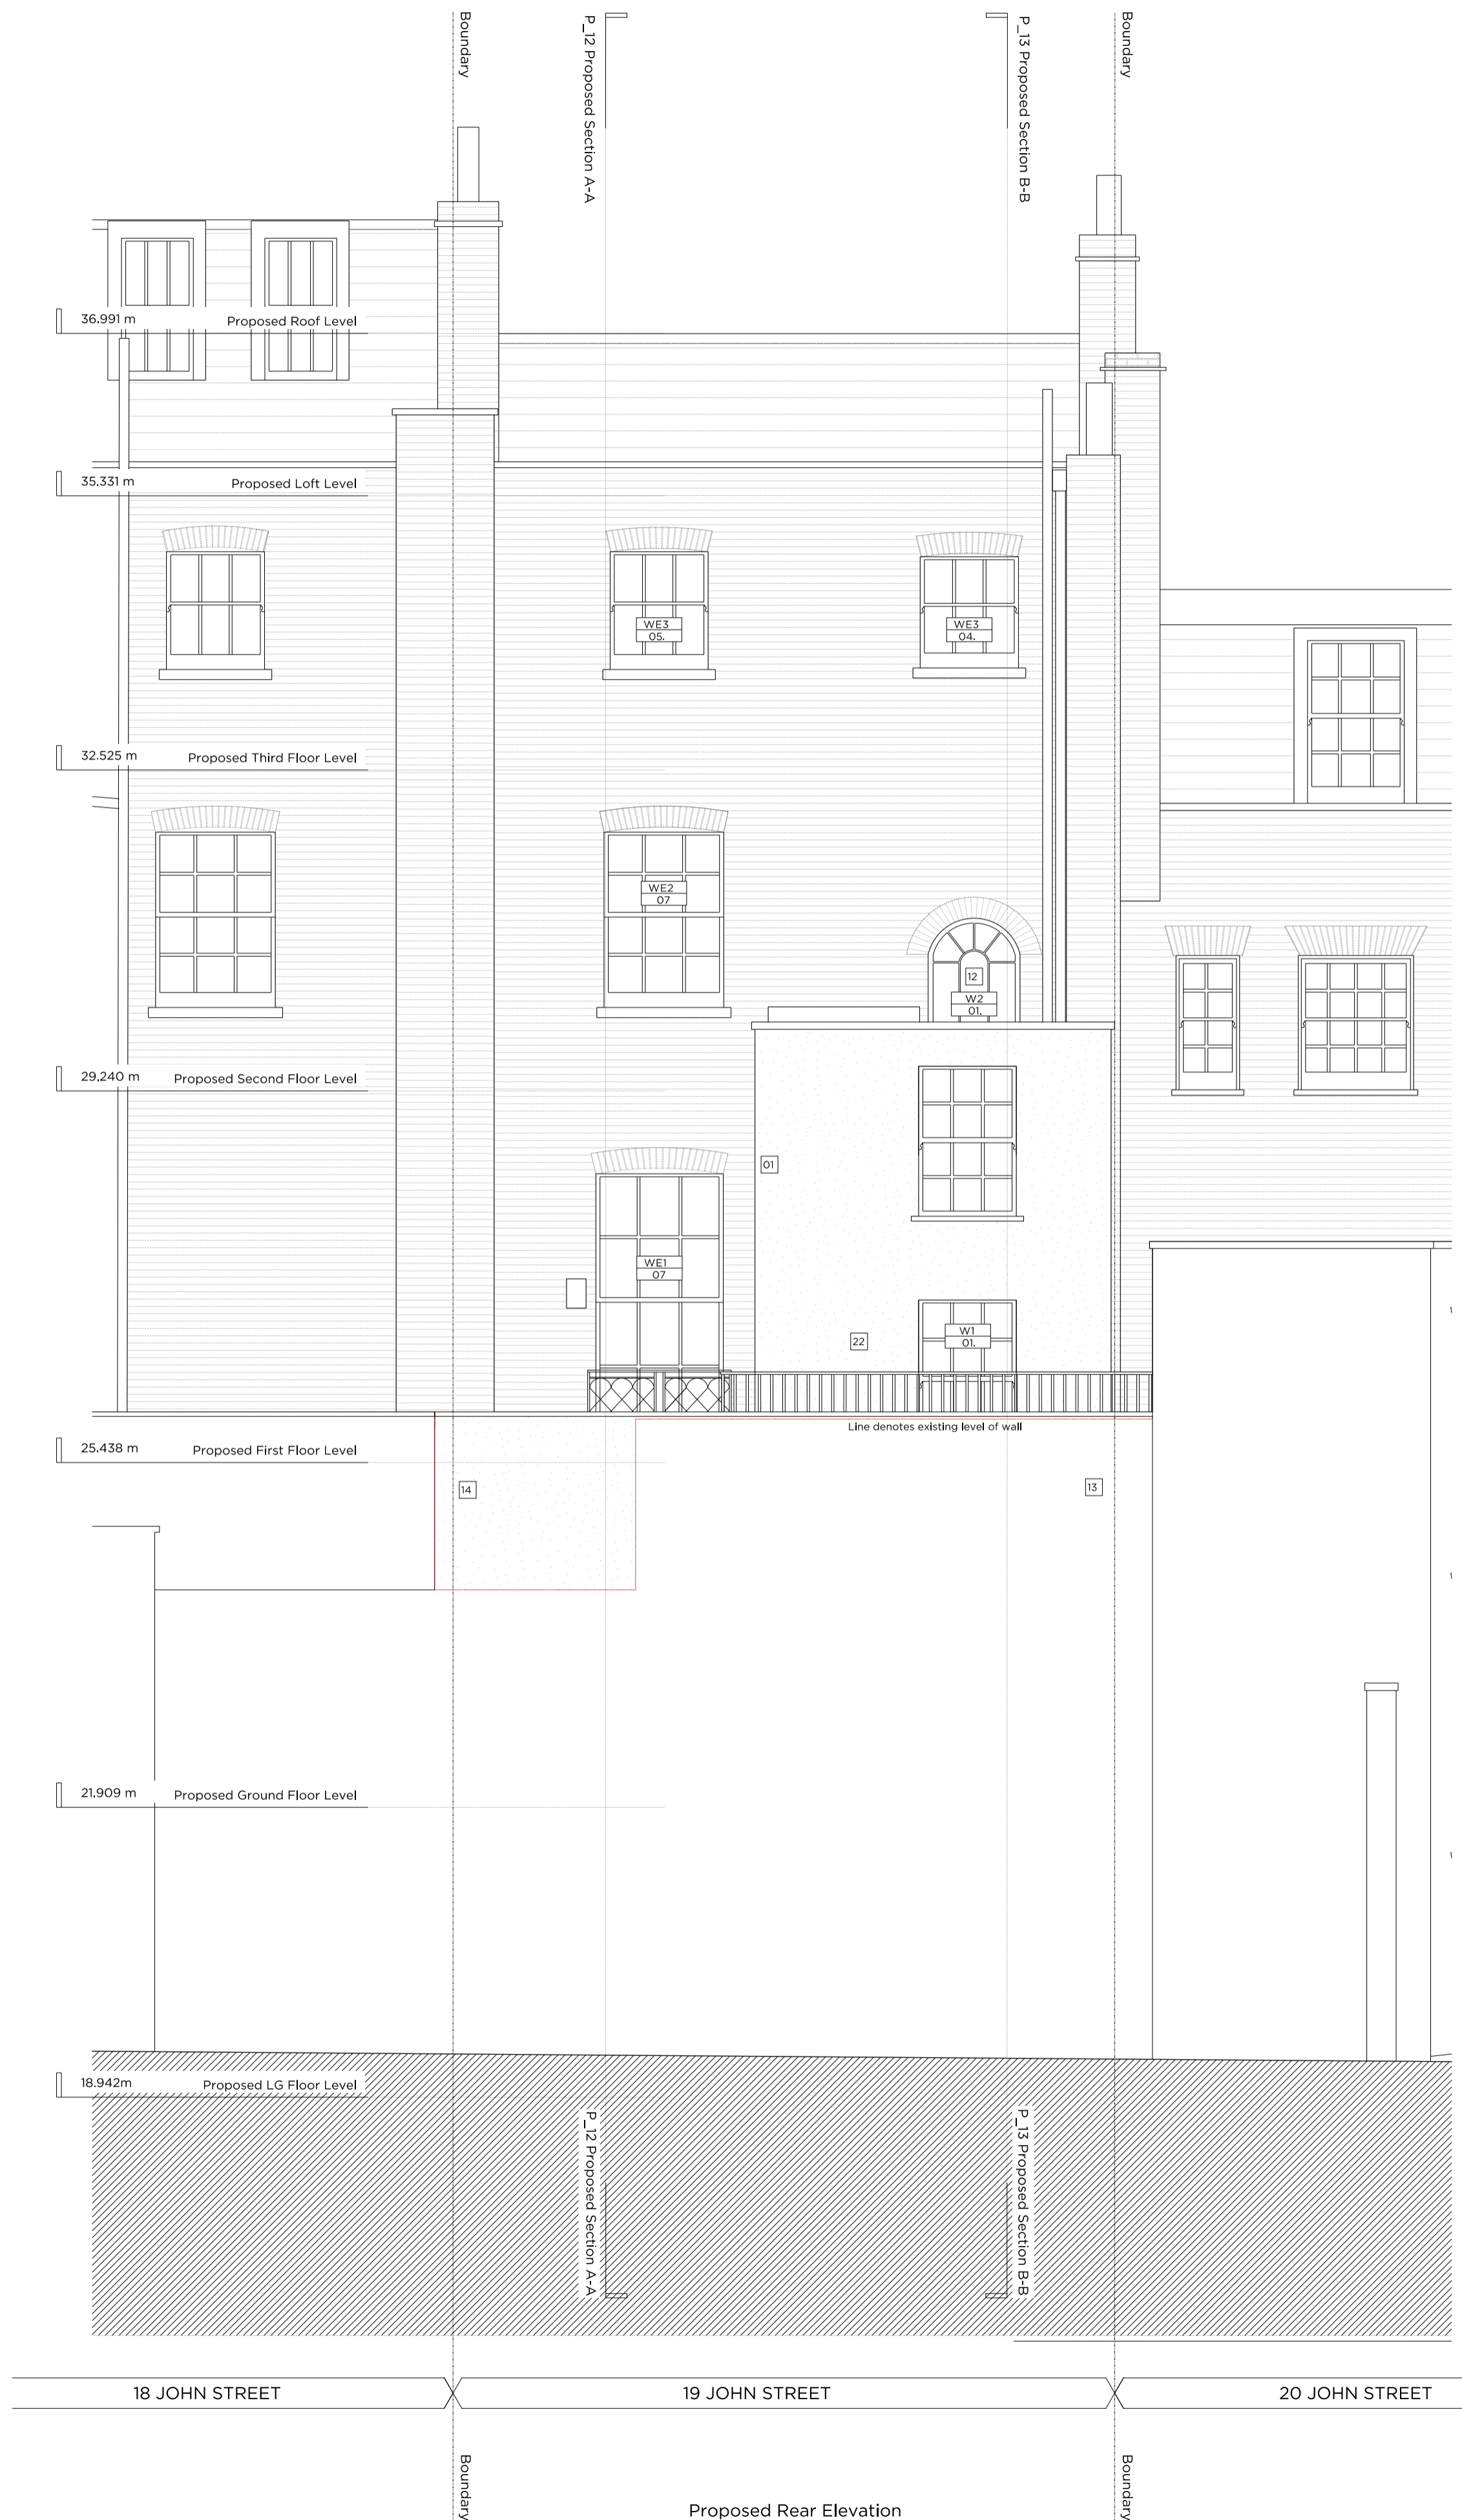 Boundary
P_12 Proposed Section A-A
P_13 Proposed Section B-B
Boundary
36.991 m Proposed Roof Level
35.331 m Proposed Loft Level
WE3
05.
WE3
04.
32.525 m Proposed Third Floor Level
WE2
07
12
W2
01.
29.240 m Proposed Second Floor Level
01
WE1
07
22
W1
01.
Line denotes existing level of wall
25.438 m Proposed First Floor Level
14
13
21.909 m Proposed Ground Floor Level
18.942m Proposed LG Floor Level
P_12 Proposed Section A-A
P_13 Proposed Section B-B
18 JOHN STREET
19 JOHN STREET
20 JOHN STREET
Boundary
Boundary
Proposed Rear Elevation